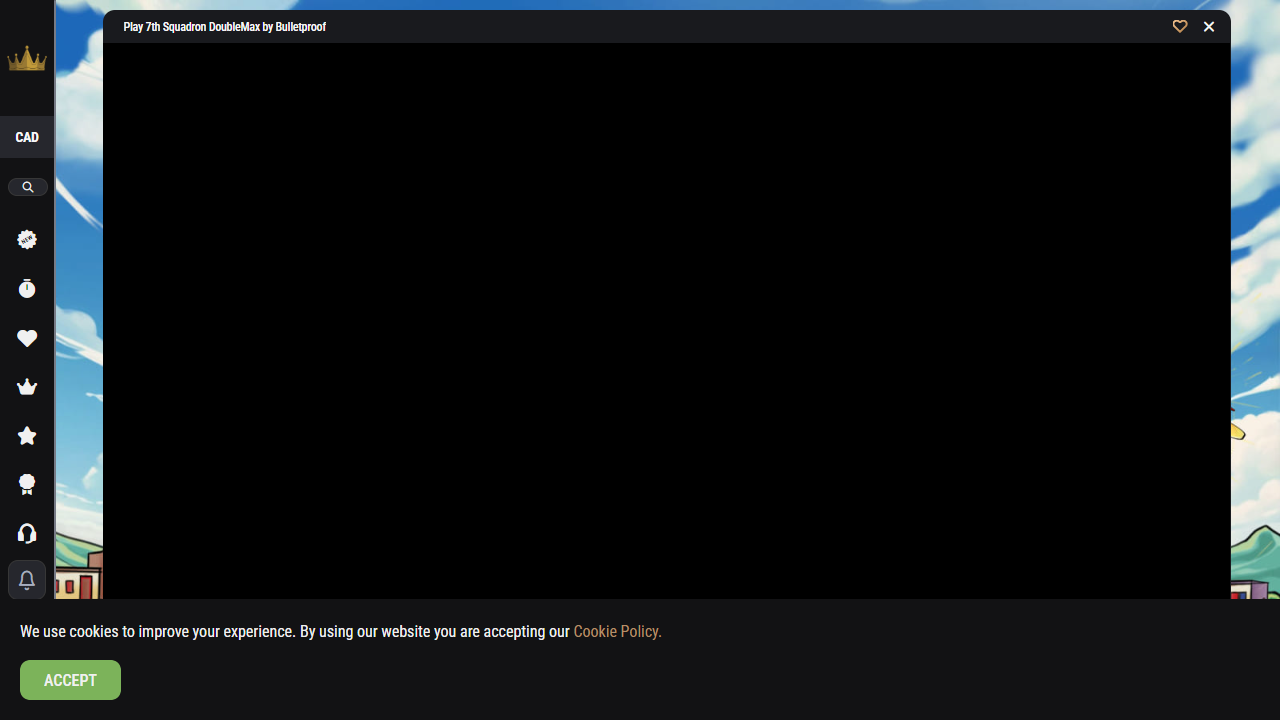 Play 7th Squadron DoubleMax by Bulletproof
CAD
NEW
We use cookies to improve your experience. By using our website you are accepting our Cookie Policy.
ACCEPT